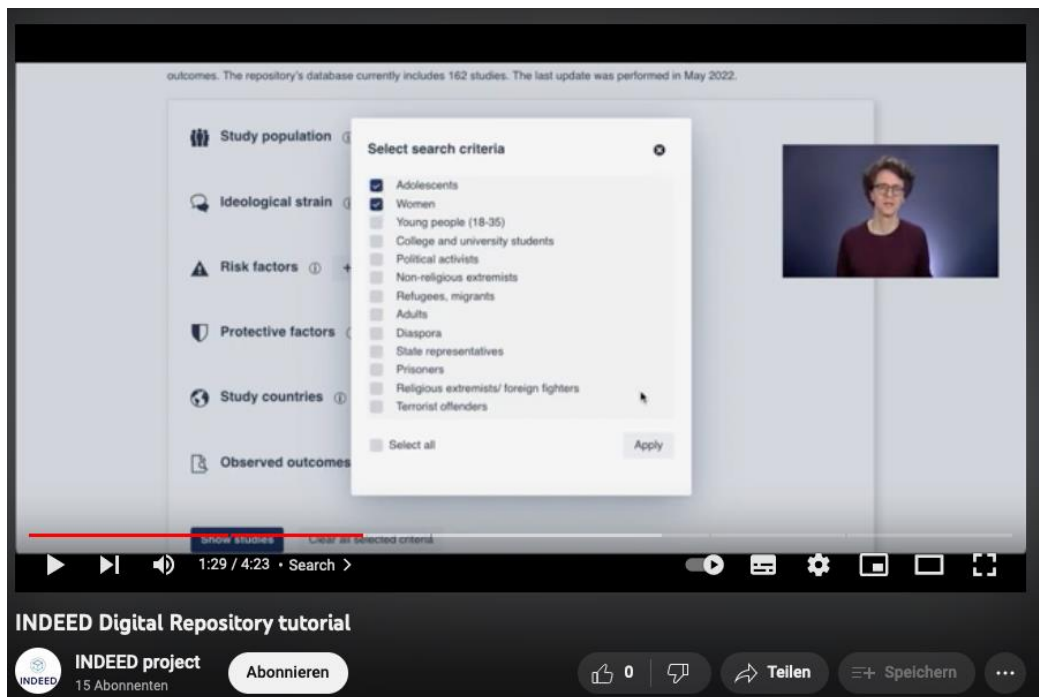 outcomes. The repository's database currently includes 162 studies. The last update was performed in May 2022.
Study population
Select search criteria
Adolescents
Women
Ideological strain
Young people (18-35)
College and university students
Political activists
Risk factors
+
Non-religious extremists
Refugees, migrants
Adults
Diaspora
Protective factors
State representatives
Prisoners
Study countries
Religious extremists/ foreign fighters
Terrorist offenders
Select all
Apply
Observed outcomes
Show studies
Clear all selected criteria
1:29 / 4:23 • Search >
INDEED Digital Repository tutorial
INDEED
INDEED project
15 Abonnenten
Abonnieren
0
Teilen
Speichern